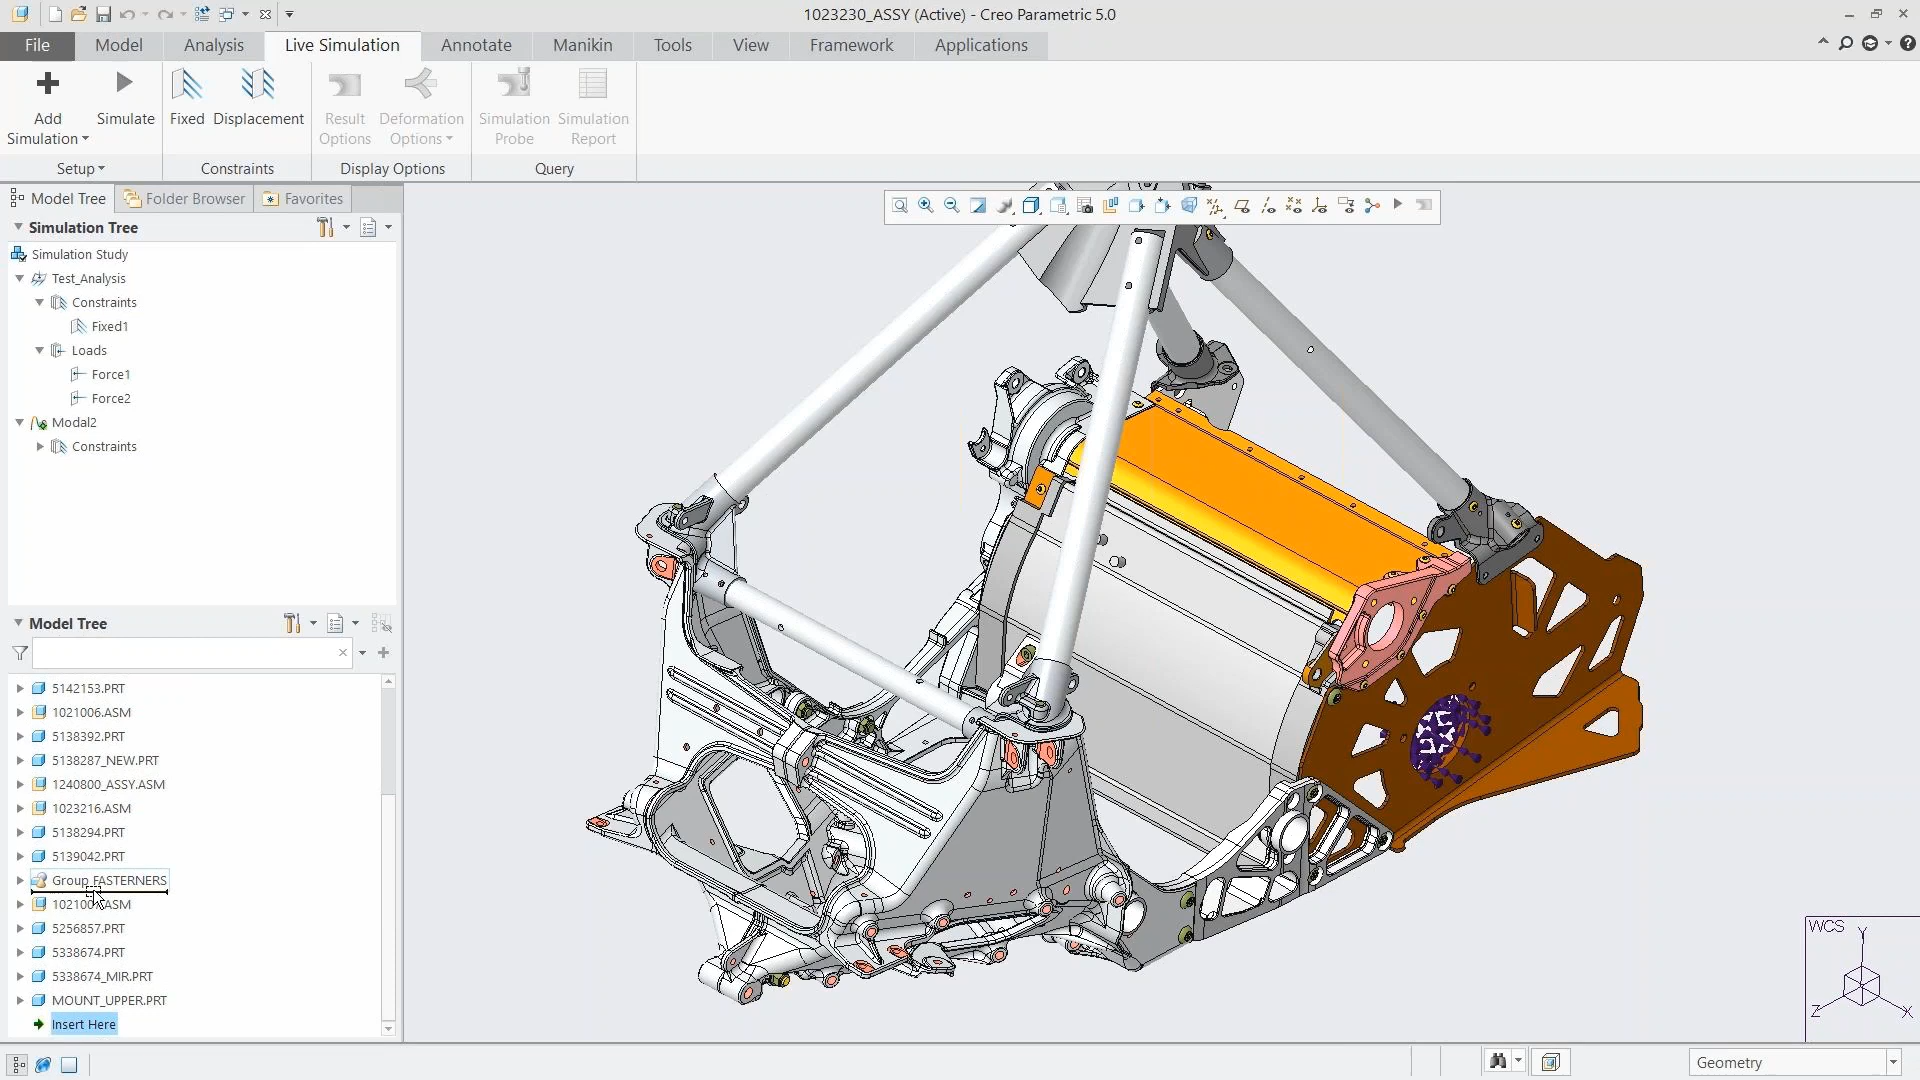 1023230_ASSY (Active) - Creo Parametric 5.0
File Model Analysis Live Simulation Annotate Manikin Tools View Framework Applications
Add Simulation Simulate Fixed Displacement Result Options Deformation Options Simulation Probe Simulation Report
Setup Constraints Display Options Query
Model Tree Folder Browser Favorites
Simulation Tree
Simulation Study
Test_Analysis
Constraints
Fixed1
Loads
Force1
Force2
Modal2
Constraints
Model Tree
5142153.PRT
1021006.ASM
5138392.PRT
5138287_NEW.PRT
1240800_ASSY.ASM
1023216.ASM
5138294.PRT
5139042.PRT
Group FASTERNERS
5256857.PRT
5338674.PRT
5338674_MIR.PRT
MOUNT_UPPER.PRT
Insert Here
WCS
Y
Z
X
Geometry